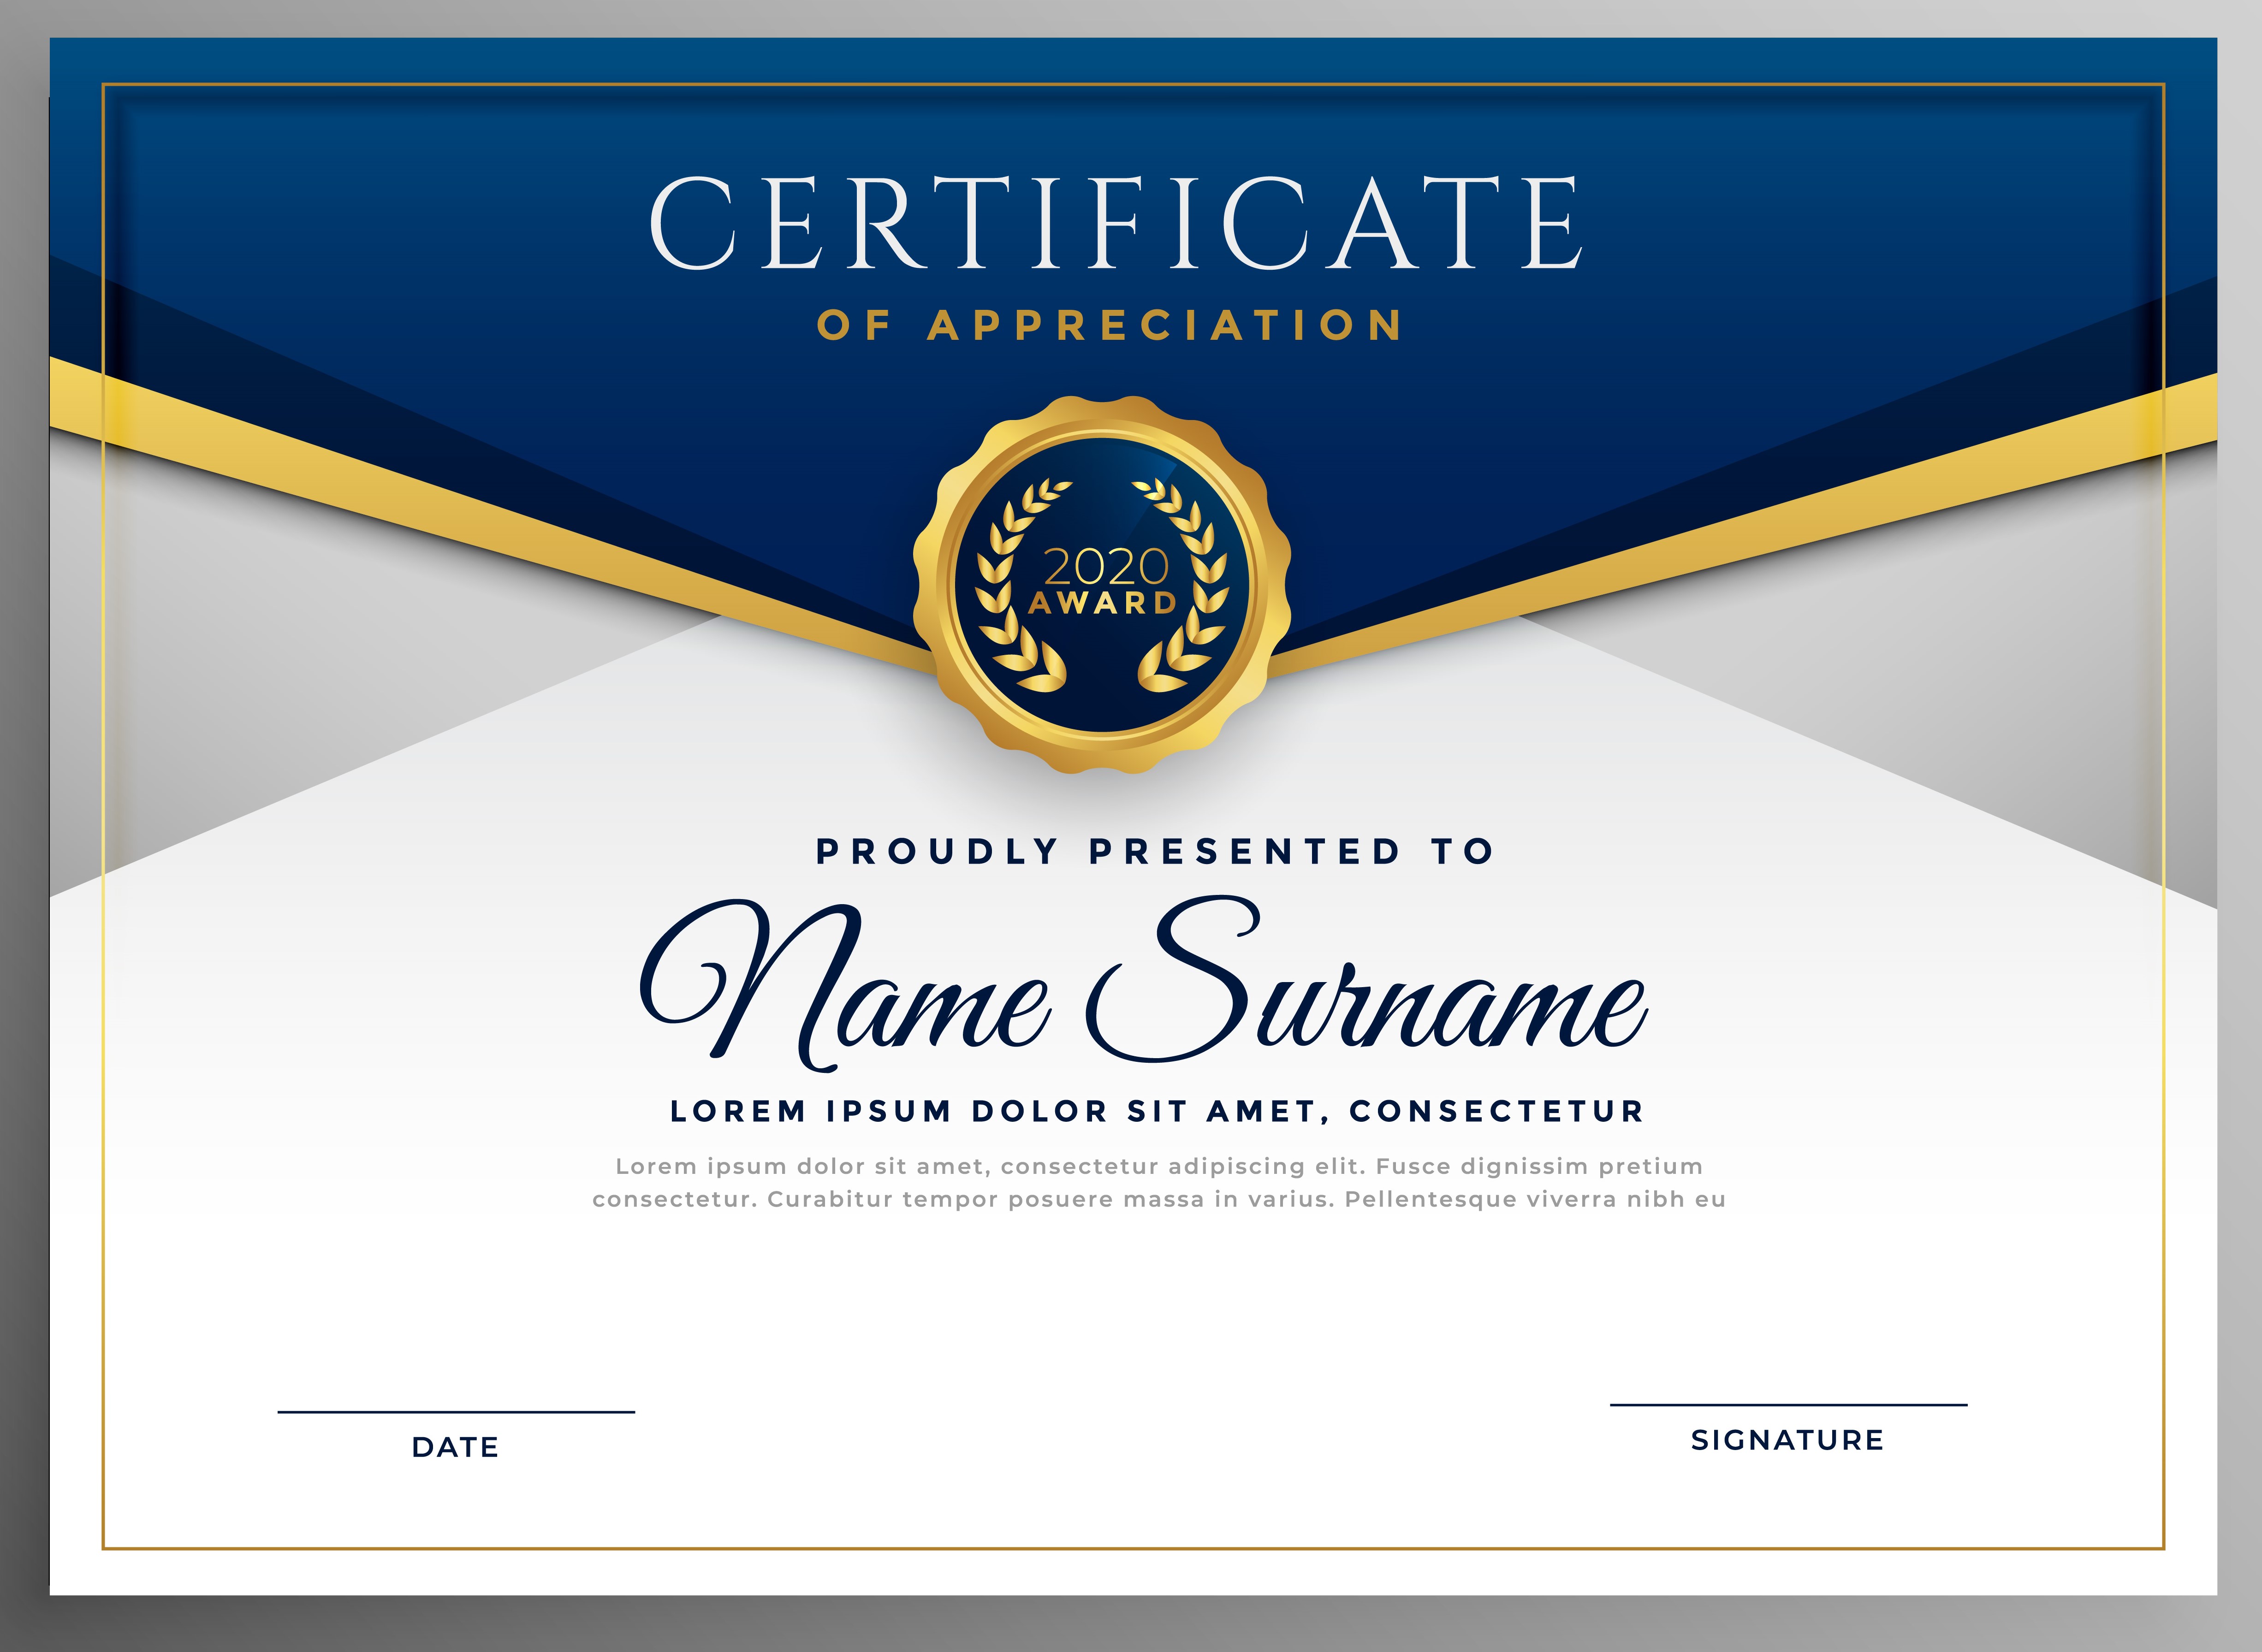 CERTIFICATE
OF APPRECIATION
2020
AWARD
PROUDLY PRESENTED TO
Name Surname
LOREM IPSUM DOLOR SIT AMET, CONSECTETUR
Lorem ipsum dolor sit amet, consectetur adipiscing elit. Fusce dignissim pretium
consectetur. Curabitur tempor posuere massa in varius. Pellentesque viverra nibh eu
DATE
SIGNATURE